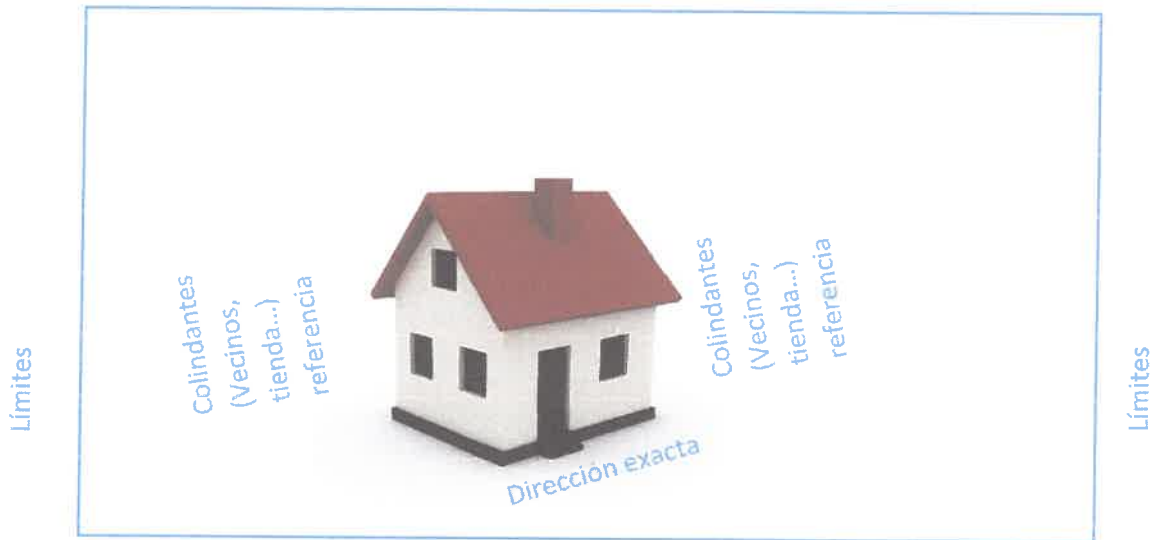 Límites
Colindantes
(Vecinos,
tienda...)
referencia
Dirección exacta
Colindantes
(Vecinos,
tienda...)
referencia
Límites